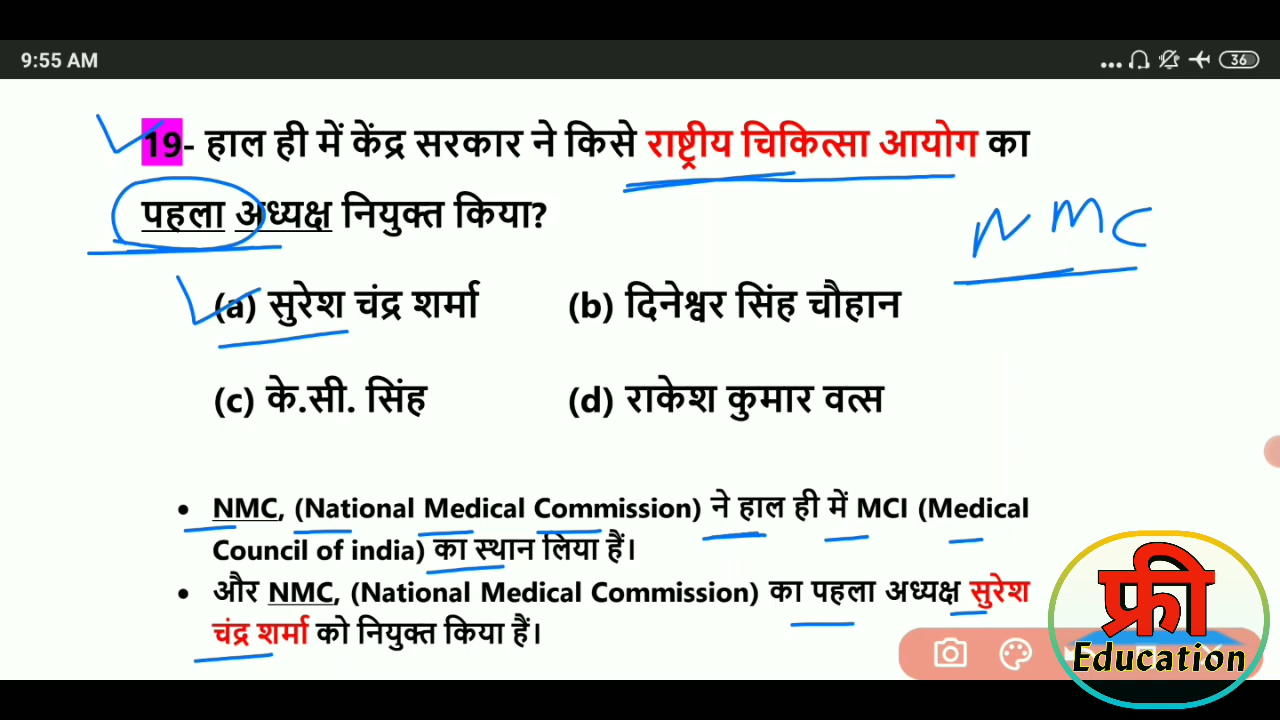 9:55 AM
36
19- हाल ही में केंद्र सरकार ने किसे राष्ट्रीय चिकित्सा आयोग का
पहला अध्यक्ष नियुक्त किया?
NMC
(a) सुरेश चंद्र शर्मा (b) दिनेश्वर सिंह चौहान
(c) के.सी. सिंह (d) राकेश कुमार वत्स
• NMC, (National Medical Commission) ने हाल ही में MCI (Medical
Council of india) का स्थान लिया हैं।
• और NMC, (National Medical Commission) का पहला अध्यक्ष सुरेश
चंद्र शर्मा को नियुक्त किया हैं।
फ्री
Education